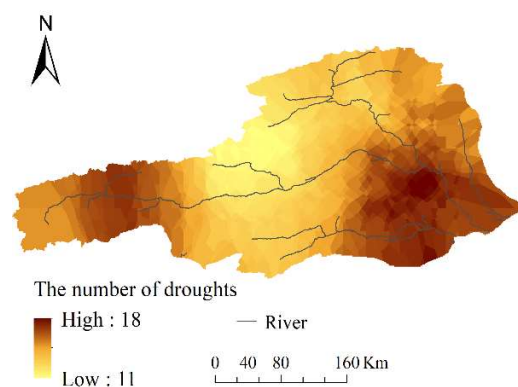 N
The number of droughts
High : 18
River
Low : 11
0 40 80 160 Km